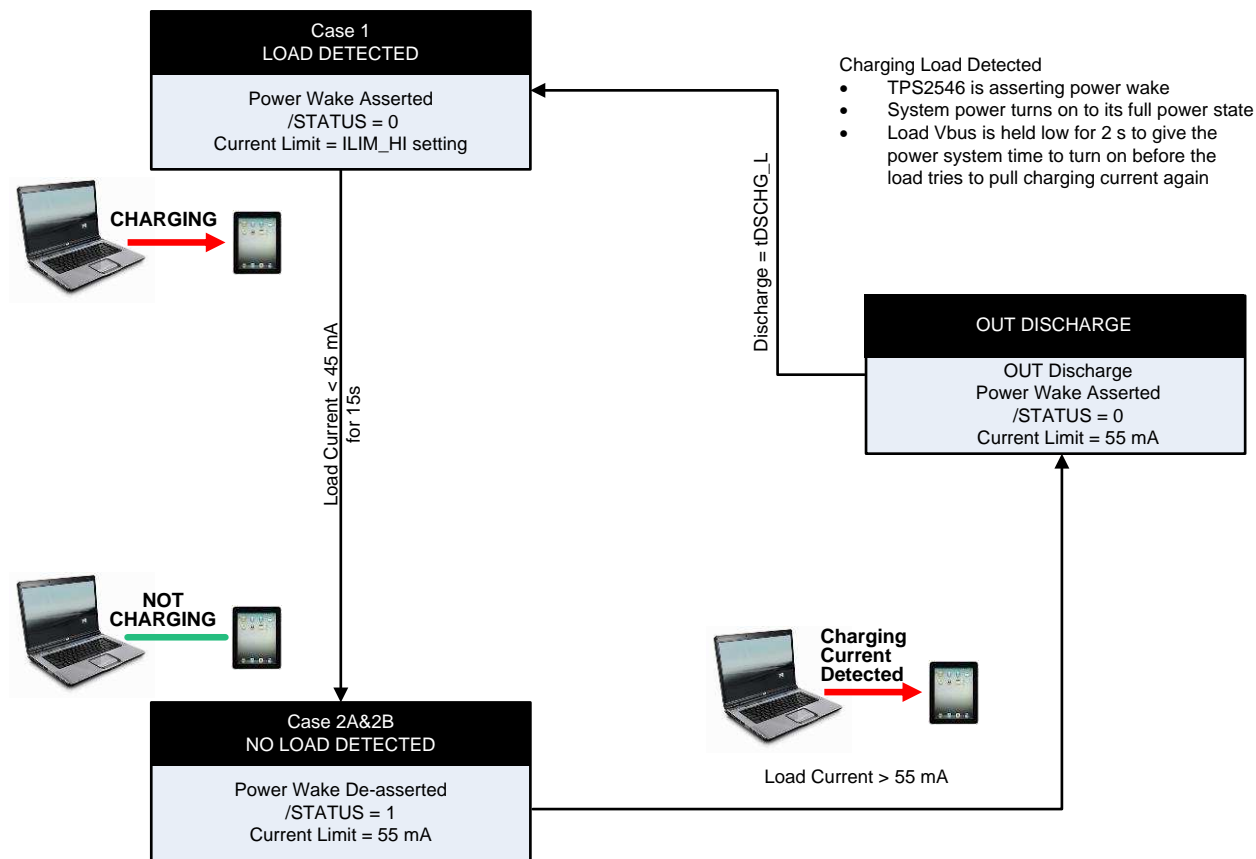 Case 1
LOAD DETECTED
Power Wake Asserted
/STATUS = 0
Current Limit = ILIM_HI setting
Charging Load Detected
• TPS2546 is asserting power wake
• System power turns on to its full power state
• Load Vbus is held low for 2 s to give the
power system time to turn on before the
load tries to pull charging current again
CHARGING
Load Current < 45 mA
for 15s
Discharge = tDSCHG_L
OUT DISCHARGE
OUT Discharge
Power Wake Asserted
/STATUS = 0
Current Limit = 55 mA
NOT
CHARGING
Charging
Current
Detected
Load Current > 55 mA
Case 2A&2B
NO LOAD DETECTED
Power Wake De-asserted
/STATUS = 1
Current Limit = 55 mA